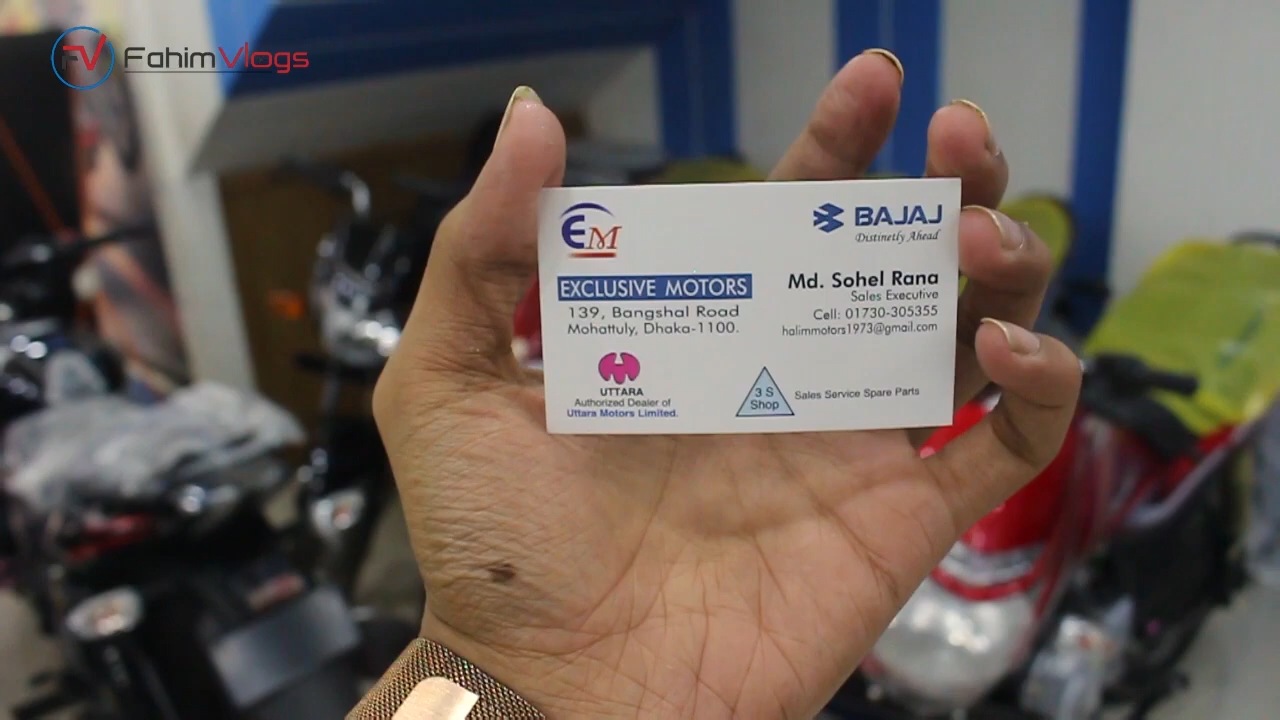 FV FahimVlogs
EM
EXCLUSIVE MOTORS
139, Bangshal Road
Mohattuly, Dhaka-1100.
UTTARA
Authorized Dealer of
Uttara Motors Limited.
BAJAJ
Distinctly Ahead
Md. Sohel Rana
Sales Executive
Cell: 01730-305355
halimmotors1973@gmail.com
3 S
Shop
Sales Service Spare Parts